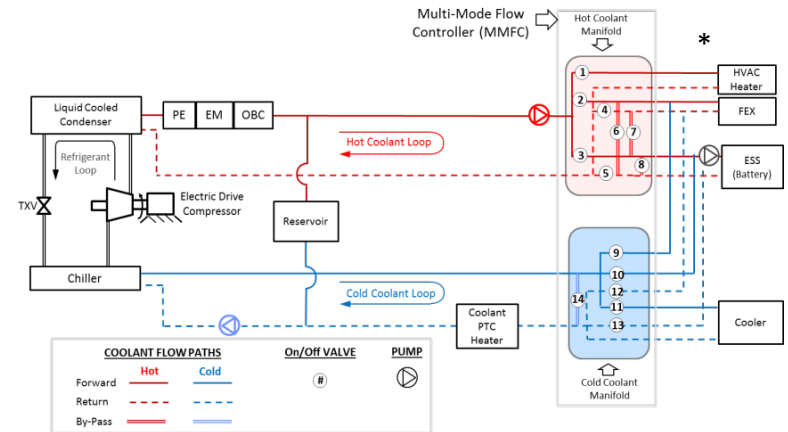 Multi-Mode Flow
Controller (MMFC)
Hot Coolant
Manifold
*
1
HVAC
Heater
Liquid Cooled
Condenser
PE
EM
OBC
2
4
FEX
6
7
Hot Coolant Loop
3
8
5
ESS
(Battery)
Refrigerant
Loop
TXV
Electric Drive
Compressor
Reservoir
9
Chiller
10
Cold Coolant Loop
12
14
11
13
Coolant
PTC
Heater
Cooler
COOLANT FLOW PATHS
Hot
Cold
On/Off VALVE
PUMP
Forward
#
Return
By-Pass
Cold Coolant
Manifold